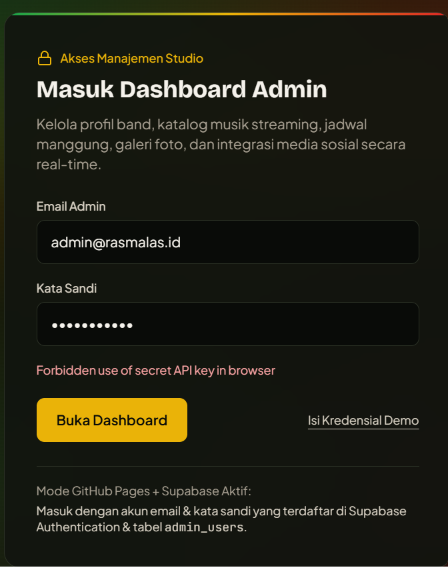 Akses Manajemen Studio
Masuk Dashboard Admin
Kelola profil band, katalog musik streaming, jadwal
manggung, galeri foto, dan integrasi media sosial secara
real-time.
Email Admin
admin@rasmalas.id
Kata Sandi
•••••••••••
Forbidden use of secret API key in browser
Buka Dashboard
Isi Kredensial Demo
Mode GitHub Pages + Supabase Aktif:
Masuk dengan akun email & kata sandi yang terdaftar di Supabase
Authentication & tabel admin_users.